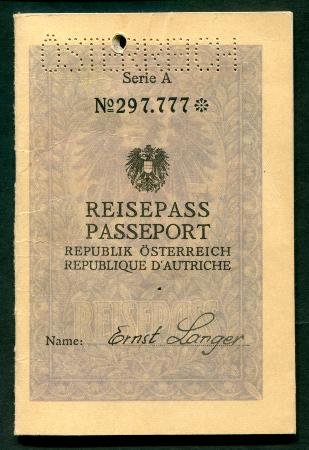 ÖSTERREICH
Serie A
№297.777 ❊
REISEPASS
PASSEPORT
REPUBLIK ÖSTERREICH
REPUBLIQUE D'AUTRICHE
REISEPASS
Name: Ernst Langer